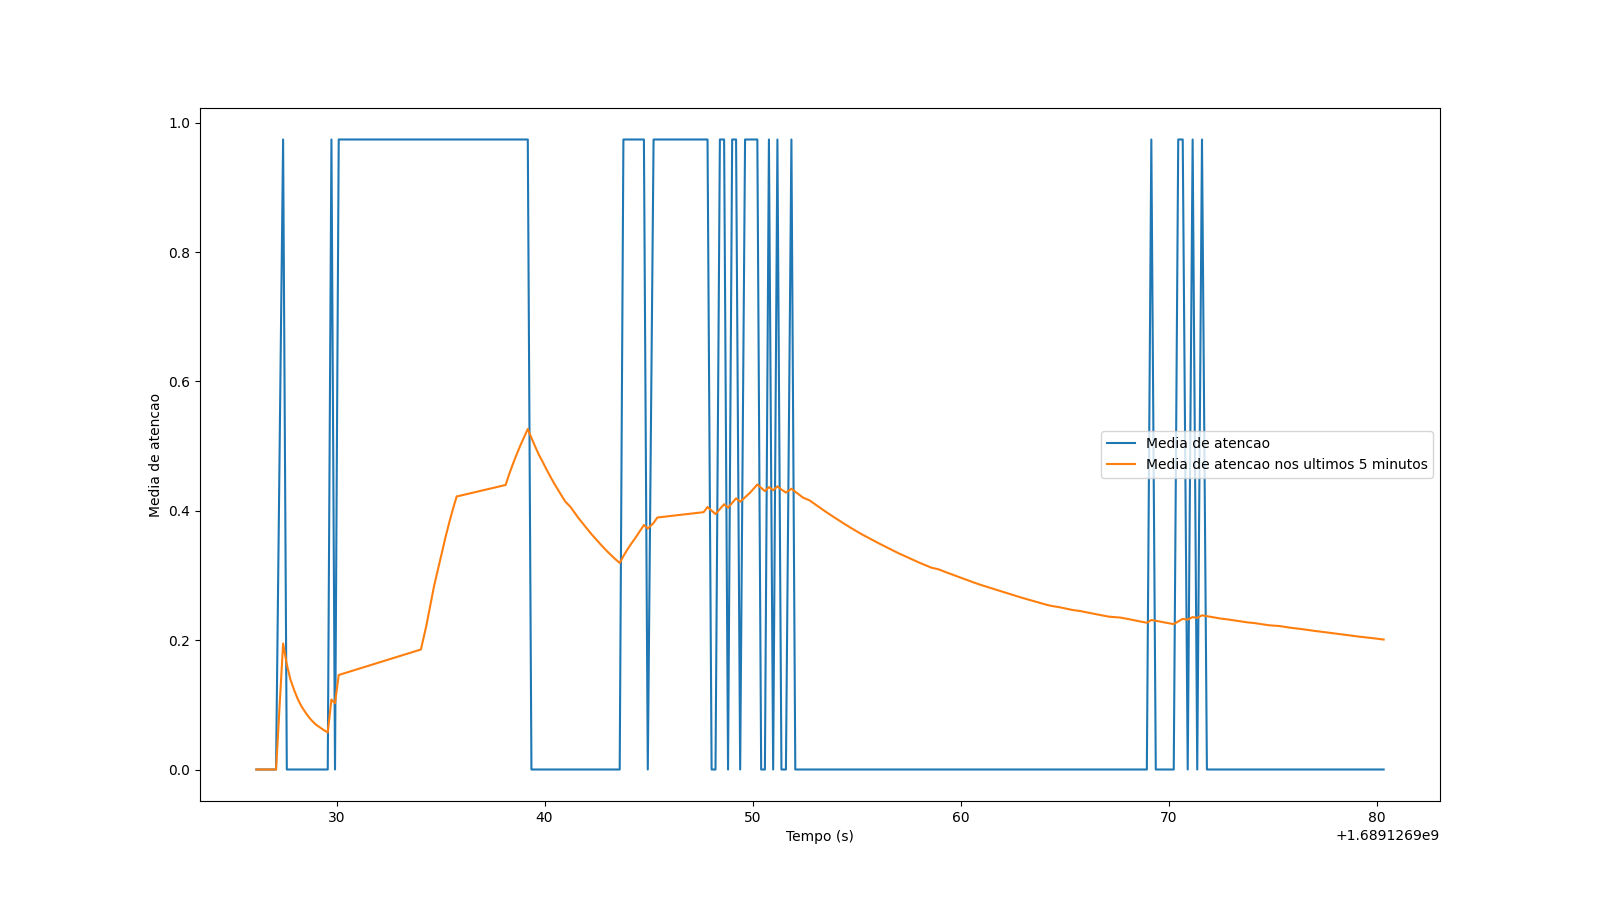 1.0
0.8
0.6
0.4
0.2
0.0
Media de atencao
Media de atencao
Media de atencao nos ultimos 5 minutos
30 40 50 60 70 80
Tempo (s)
+1.6891269e9